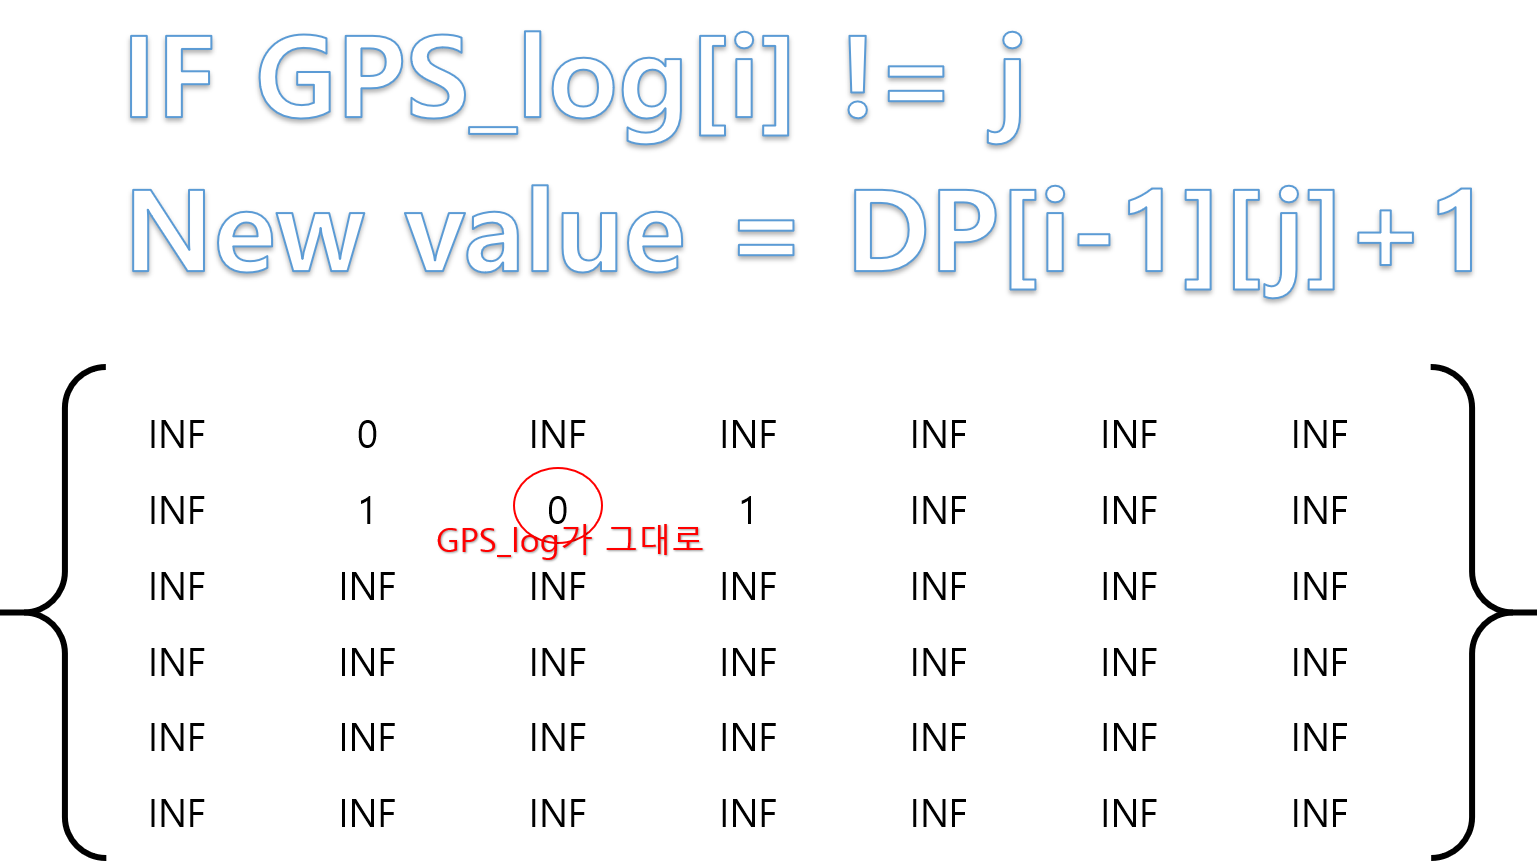 IF GPS_log[i] != j
New value = DP[i-1][j]+1
INF 0 INF INF INF INF INF
INF 1 0 1 INF INF INF
GPS_log가 그대로
INF INF INF INF INF INF INF
INF INF INF INF INF INF INF
INF INF INF INF INF INF INF
INF INF INF INF INF INF INF